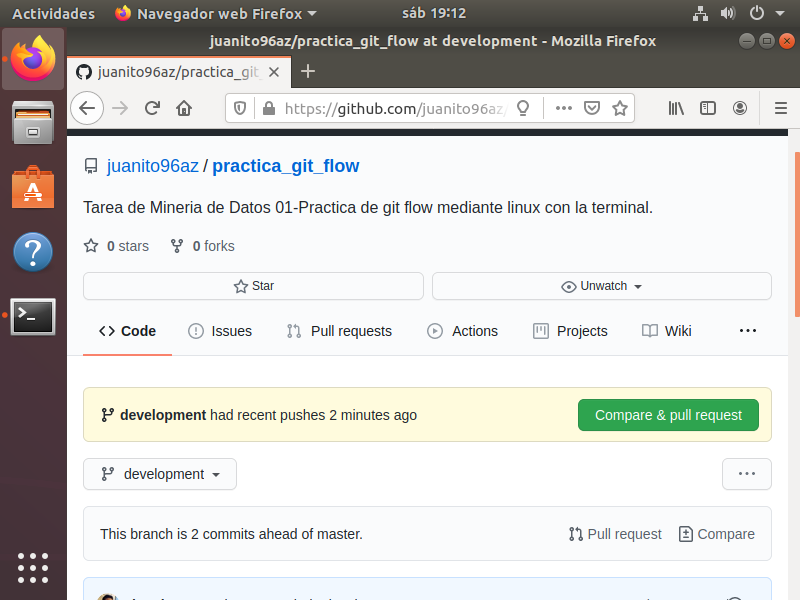 Actividades Navegador web Firefox sáb 19:12
juanito96az/practica_git_flow at development - Mozilla Firefox
juanito96az/practica_git
https://github.com/juanito96az/
juanito96az / practica_git_flow
Tarea de Mineria de Datos 01-Practica de git flow mediante linux con la terminal.
0 stars 0 forks
Star Unwatch
Code Issues Pull requests Actions Projects Wiki
development had recent pushes 2 minutes ago Compare & pull request
development
This branch is 2 commits ahead of master. Pull request Compare